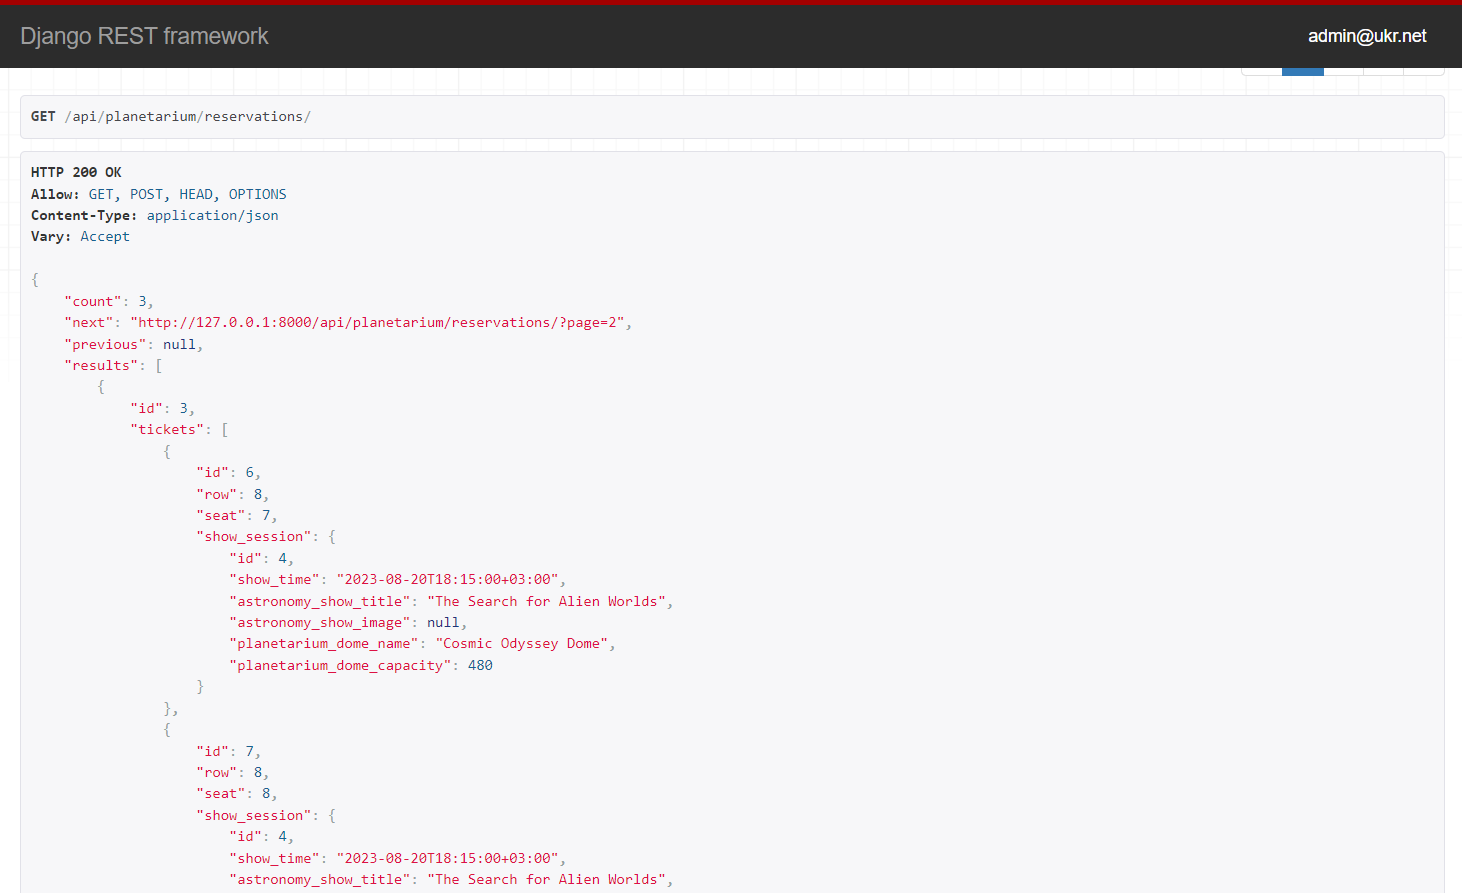 Django REST framework
admin@ukr.net
GET /api/planetarium/reservations/
HTTP 200 OK
Allow: GET, POST, HEAD, OPTIONS
Content-Type: application/json
Vary: Accept
{
    "count": 3,
    "next": "http://127.0.0.1:8000/api/planetarium/reservations/?page=2",
    "previous": null,
    "results": [
        {
            "id": 3,
            "tickets": [
                {
                    "id": 6,
                    "row": 8,
                    "seat": 7,
                    "show_session": {
                        "id": 4,
                        "show_time": "2023-08-20T18:15:00+03:00",
                        "astronomy_show_title": "The Search for Alien Worlds",
                        "astronomy_show_image": null,
                        "planetarium_dome_name": "Cosmic Odyssey Dome",
                        "planetarium_dome_capacity": 480
                    }
                },
                {
                    "id": 7,
                    "row": 8,
                    "seat": 8,
                    "show_session": {
                        "id": 4,
                        "show_time": "2023-08-20T18:15:00+03:00",
                        "astronomy_show_title": "The Search for Alien Worlds",